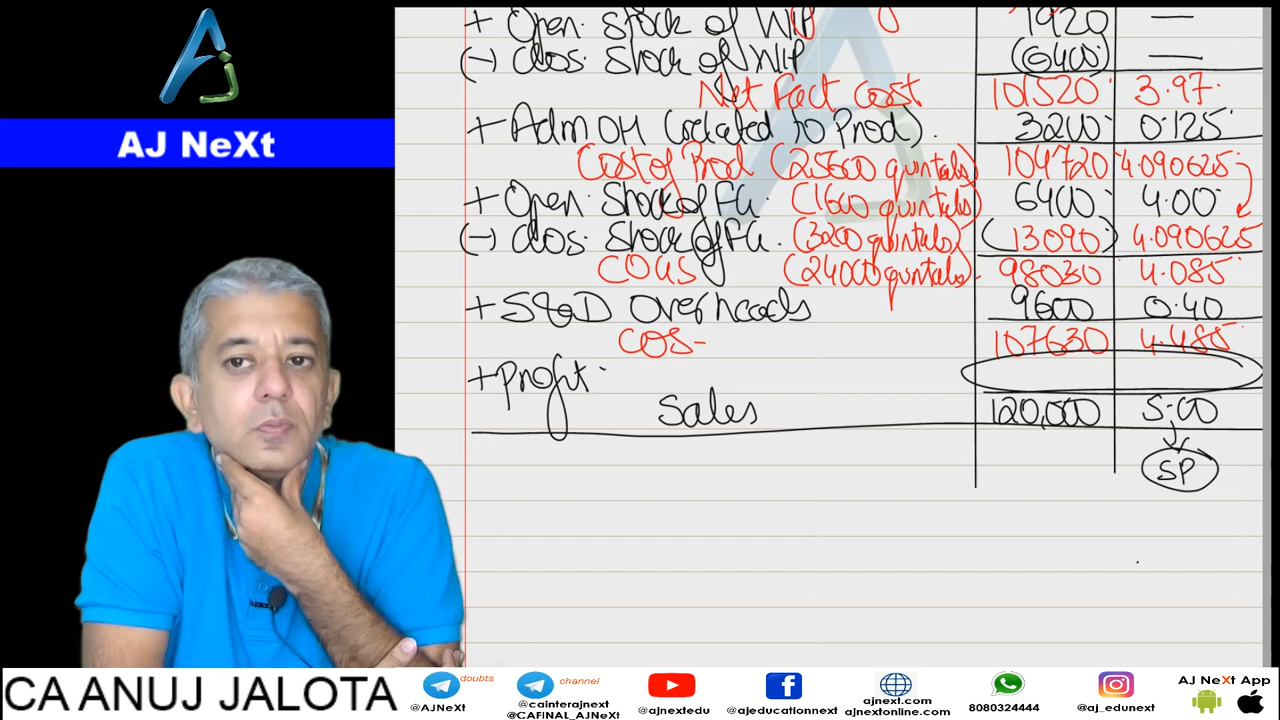 Aj
AJ NeXt
+ Open. Stock of WIP 1920 —
(-) Clos. Stock of WIP (6400) —
Net Fact cost 101520 3.97
+ Adm OH (related to Prod). 3200 0.125
Cost of Prod (25600 quintals) 104720 4.090625
+ Open. Stock of FG. (1600 quintals) 6400 4.00
(-) Clos. Stock of FG. (3200 quintals) (13090) 4.090625
COGS (24000 quintals). 98030 4.085
+ S&D Overheads 9600 0.40
COS- 107630 4.485
+ Profit.
Sales 120,000 5.00
SP
CA ANUJ JALOTA
doubts
@AJNeXt
channel
@cainterajnext
@CAFINAL_AJNeXt
@ajnextedu
@ajeducationnext
ajnext.com
ajnextonline.com
8080324444
@aj_edunext
AJ NeXt App